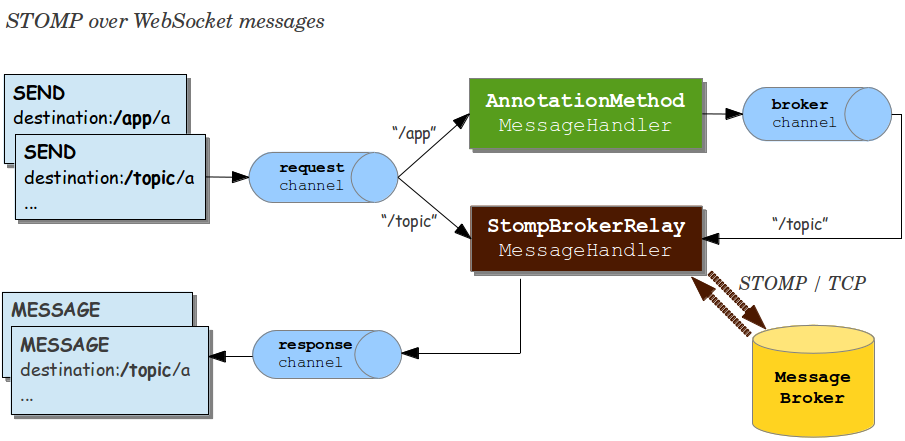 STOMP over WebSocket messages
SEND
destination:/app/a
SEND
destination:/topic/a
...
request
channel
“/app”
“/topic”
AnnotationMethod
MessageHandler
broker
channel
StompBrokerRelay
MessageHandler
“/topic”
STOMP / TCP
Message
Broker
response
channel
MESSAGE
MESSAGE
destination:/topic/a
...